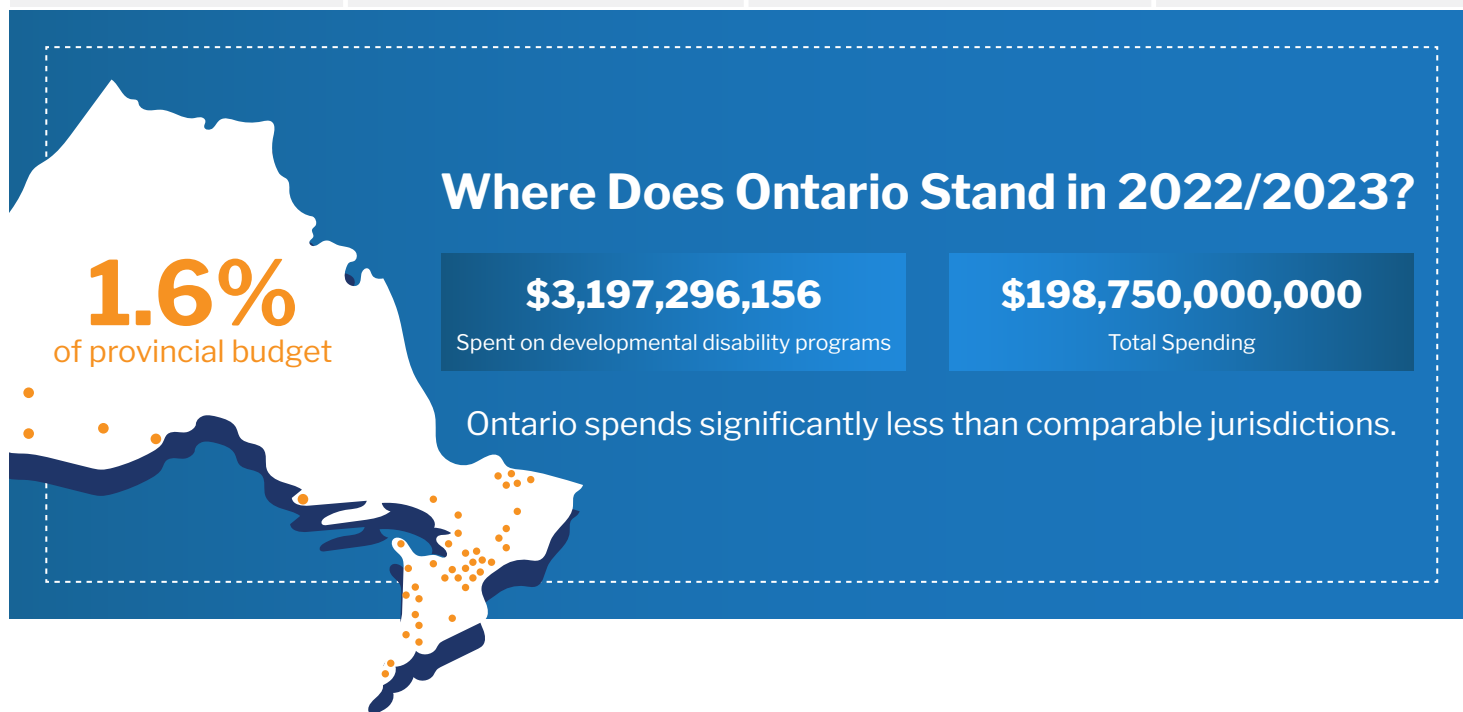 Where Does Ontario Stand in 2022/2023?
1.6%
of provincial budget
$3,197,296,156
Spent on developmental disability programs
$198,750,000,000
Total Spending
Ontario spends significantly less than comparable jurisdictions.